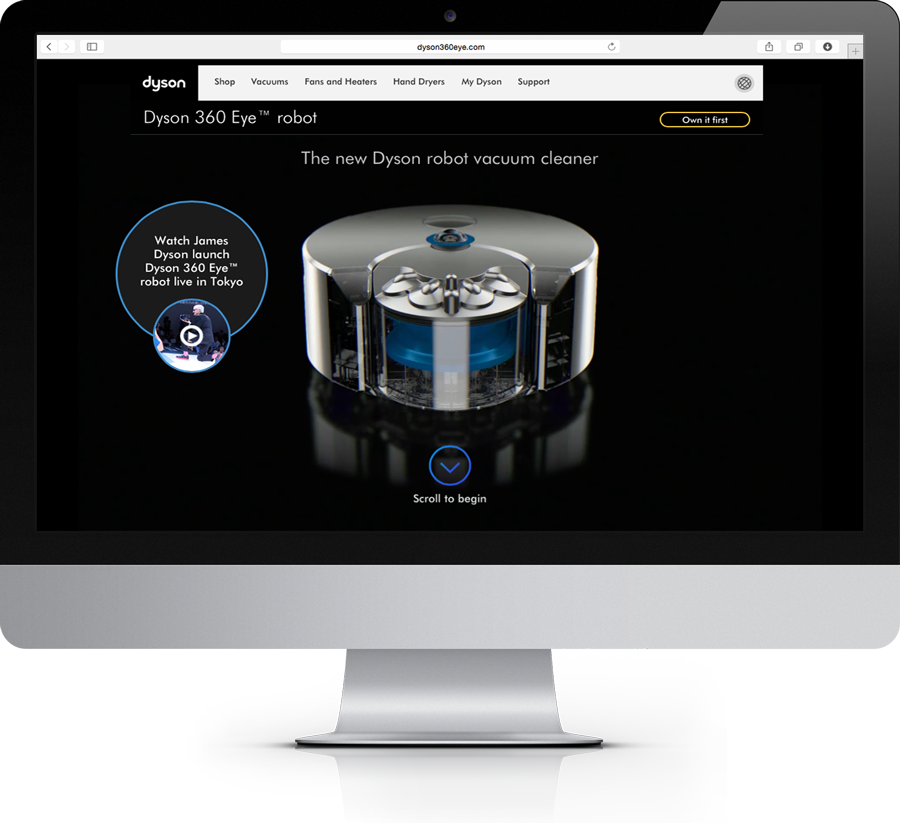 dyson360eye.com
dyson
Shop Vacuums Fans and Heaters Hand Dryers My Dyson Support
Dyson 360 Eye™ robot
Own it first
The new Dyson robot vacuum cleaner
Watch James
Dyson launch
Dyson 360 Eye™
robot live in Tokyo
Scroll to begin